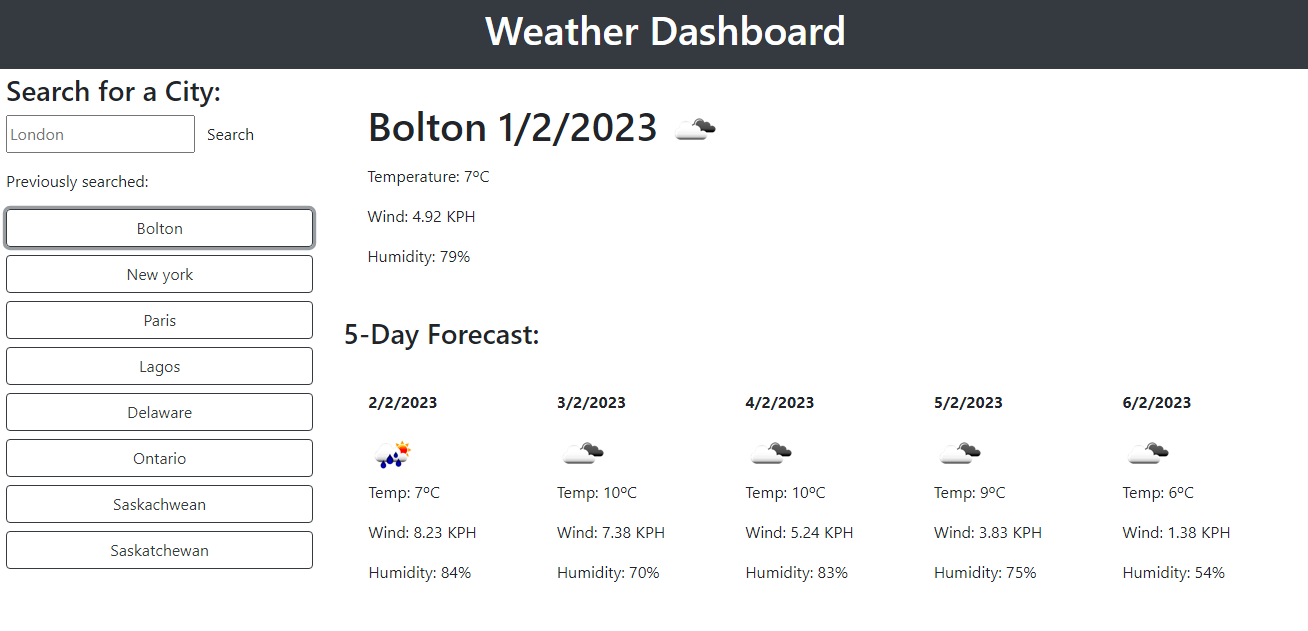 Weather Dashboard
Search for a City:
London
Search
Previously searched:
Bolton
New york
Paris
Lagos
Delaware
Ontario
Saskachwean
Saskatchewan
Bolton 1/2/2023
Temperature: 7ºC
Wind: 4.92 KPH
Humidity: 79%
5-Day Forecast:
2/2/2023
Temp: 7ºC
Wind: 8.23 KPH
Humidity: 84%
3/2/2023
Temp: 10ºC
Wind: 7.38 KPH
Humidity: 70%
4/2/2023
Temp: 10ºC
Wind: 5.24 KPH
Humidity: 83%
5/2/2023
Temp: 9ºC
Wind: 3.83 KPH
Humidity: 75%
6/2/2023
Temp: 6ºC
Wind: 1.38 KPH
Humidity: 54%